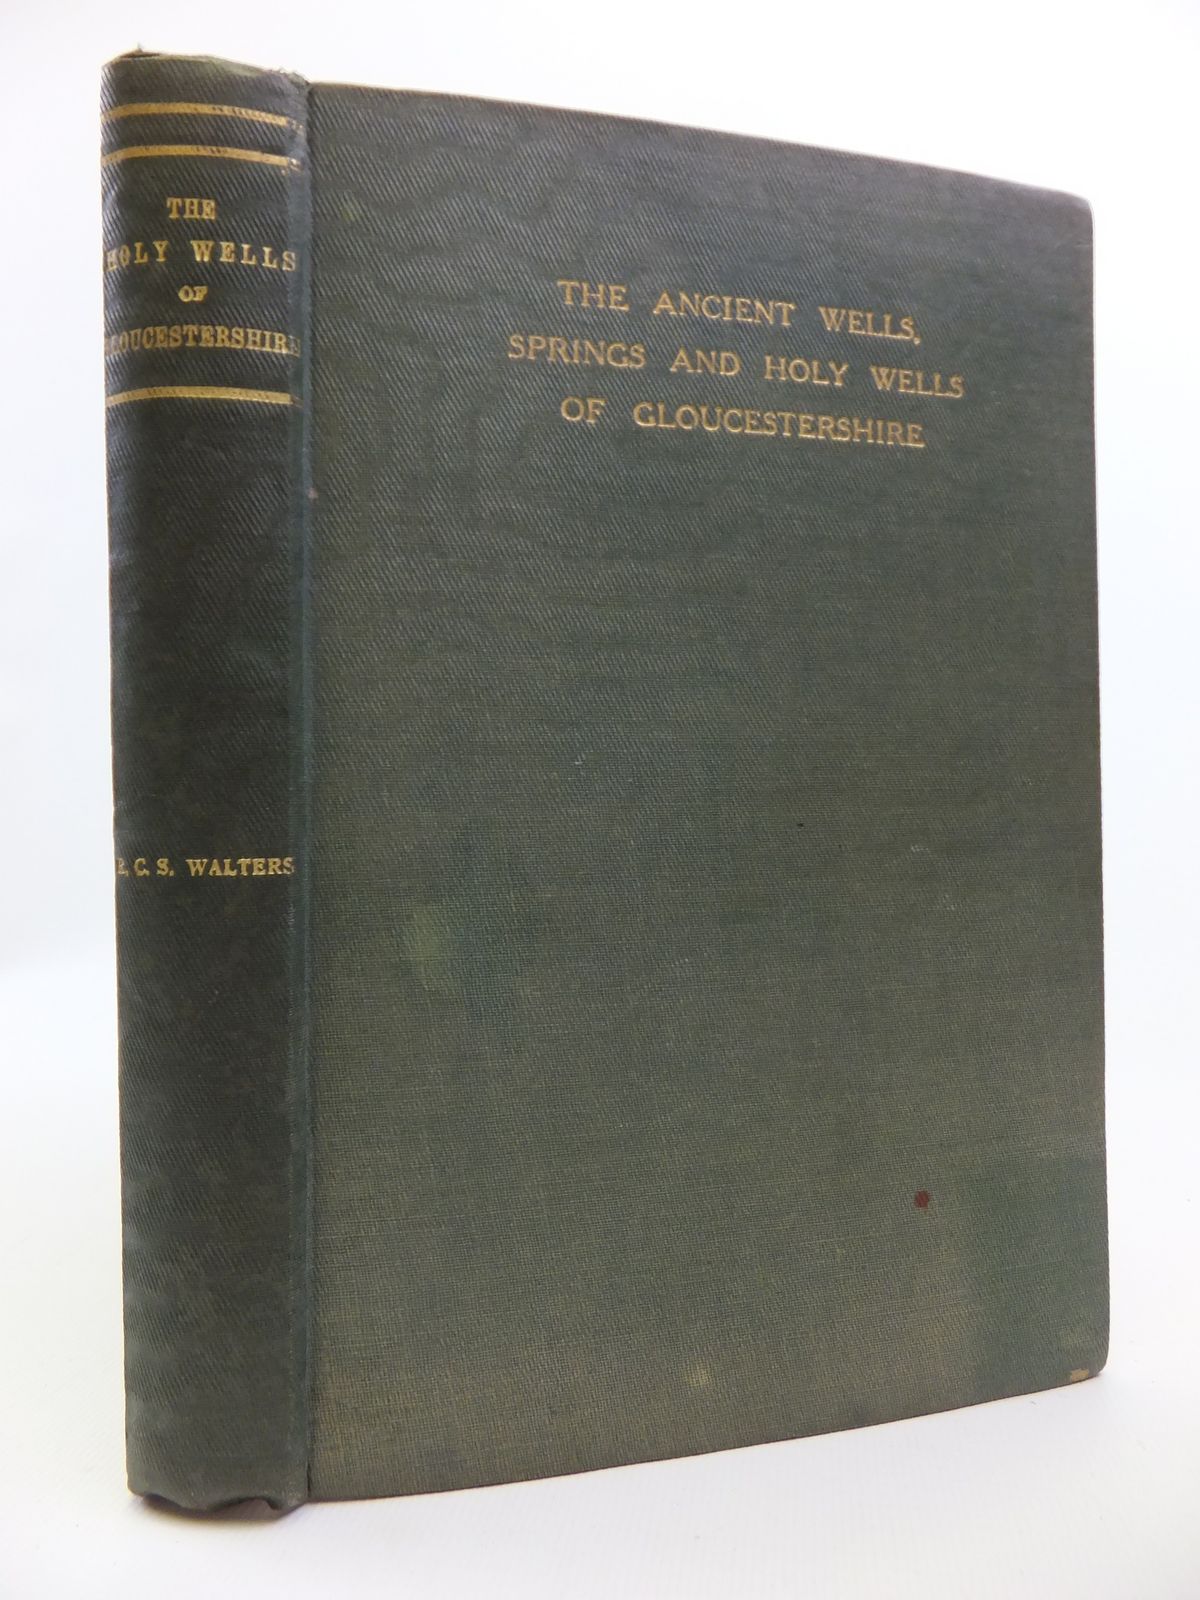 THE
HOLY WELLS
OF
GLOUCESTERSHIRE
R. C. S. WALTERS
THE ANCIENT WELLS,
SPRINGS AND HOLY WELLS
OF GLOUCESTERSHIRE